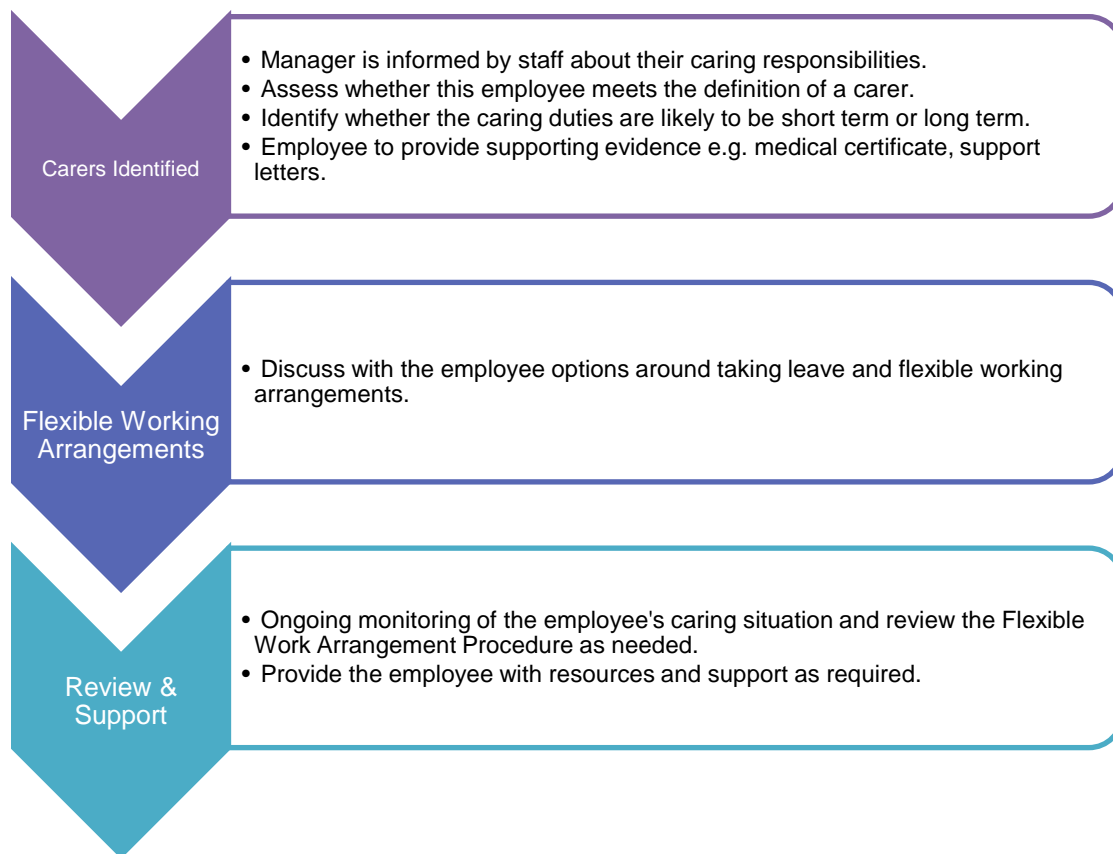 Carers Identified
• Manager is informed by staff about their caring responsibilities.
• Assess whether this employee meets the definition of a carer.
• Identify whether the caring duties are likely to be short term or long term.
• Employee to provide supporting evidence e.g. medical certificate, support
letters.
Flexible Working
Arrangements
• Discuss with the employee options around taking leave and flexible working
arrangements.
Review &
Support
• Ongoing monitoring of the employee's caring situation and review the Flexible
Work Arrangement Procedure as needed.
• Provide the employee with resources and support as required.